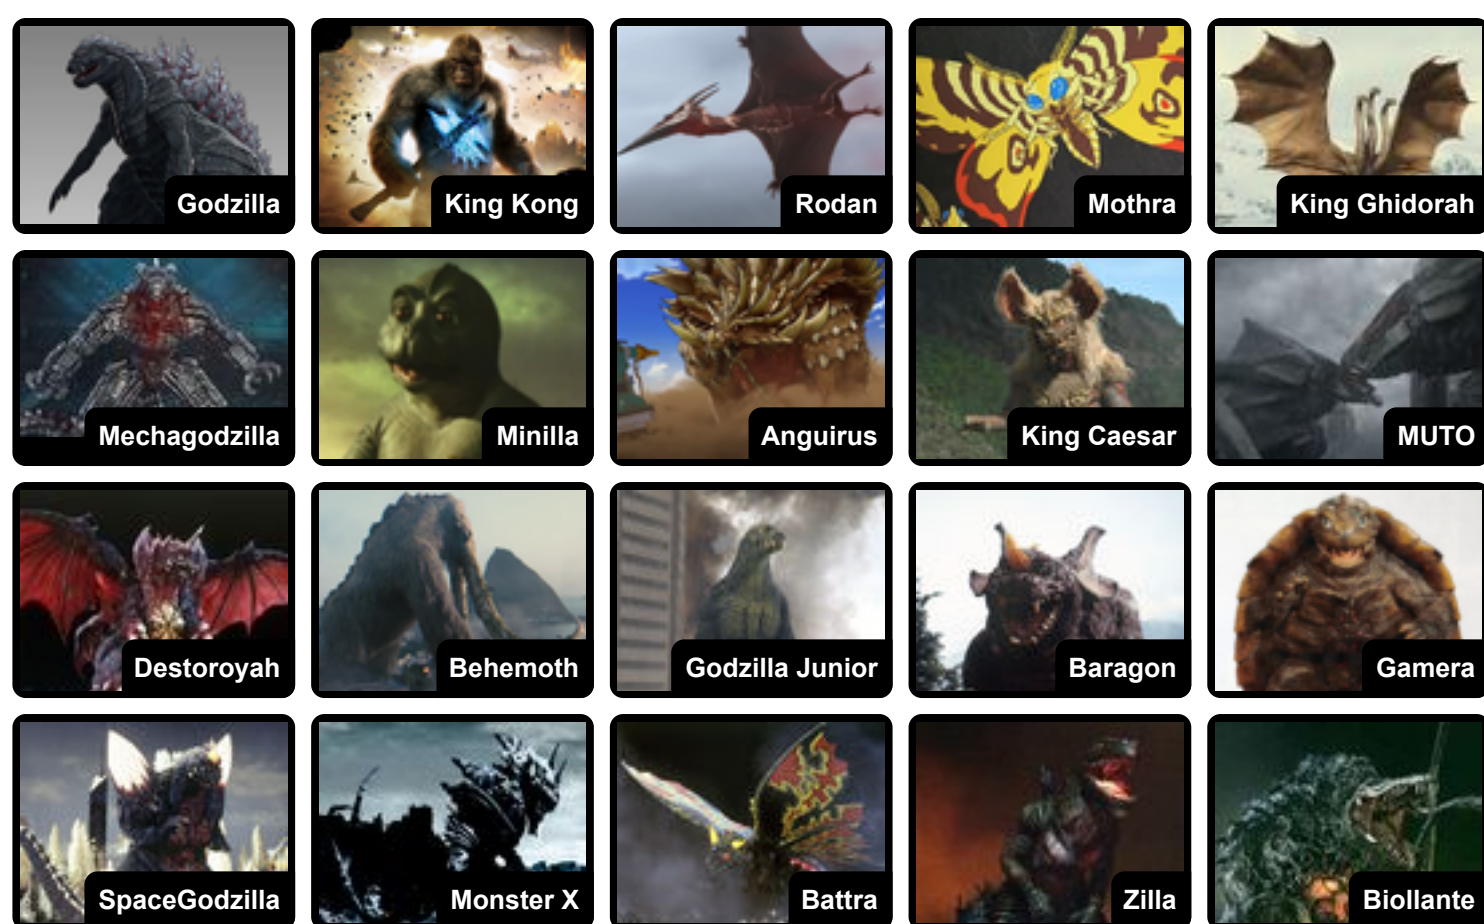 Godzilla
King Kong
Rodan
Mothra
King Ghidorah
Mechagodzilla
Minilla
Anguirus
King Caesar
MUTO
Destoroyah
Behemoth
Godzilla Junior
Baragon
Gamera
SpaceGodzilla
Monster X
Battra
Zilla
Biollante